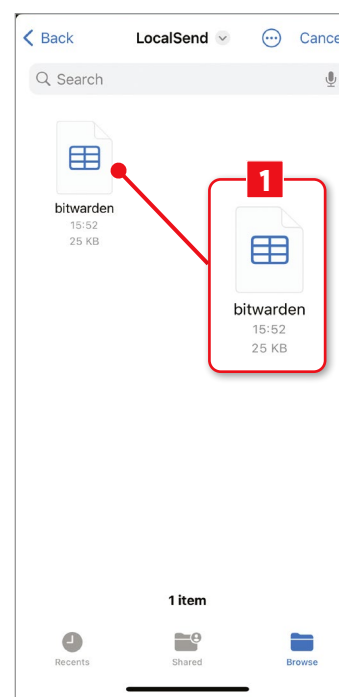 Back LocalSend Cance
Search
bitwarden
15:52
25 KB
1
bitwarden
15:52
25 KB
1 item
Recents Shared Browse